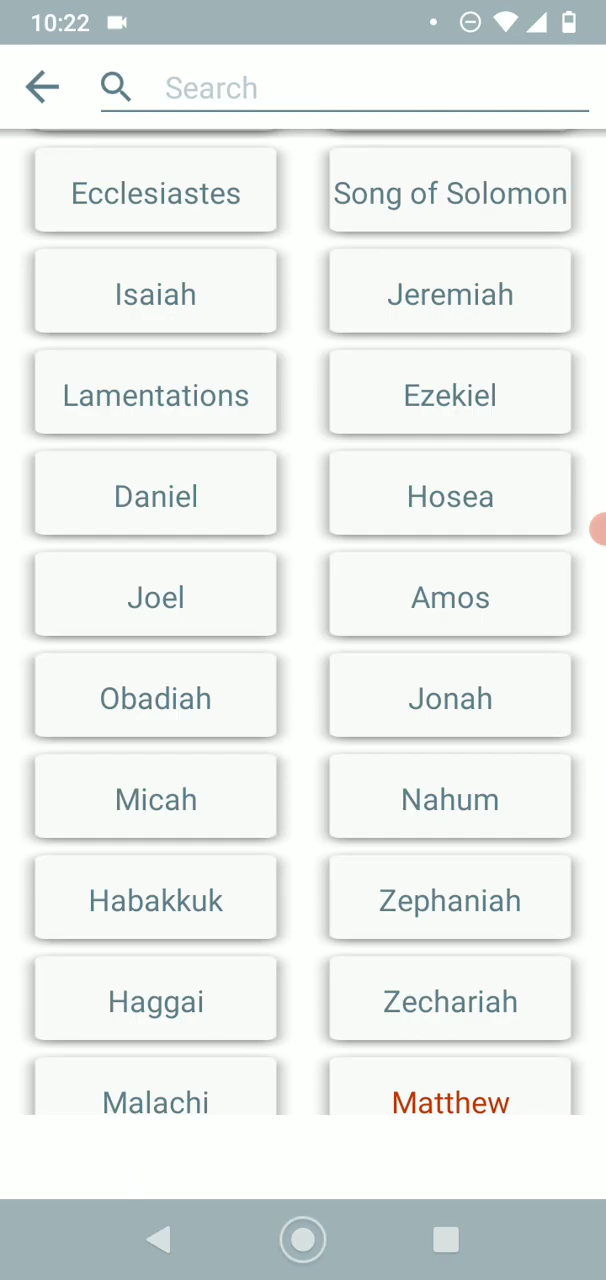 10:22
Search
Ecclesiastes
Song of Solomon
Isaiah
Jeremiah
Lamentations
Ezekiel
Daniel
Hosea
Joel
Amos
Obadiah
Jonah
Micah
Nahum
Habakkuk
Zephaniah
Haggai
Zechariah
Malachi
Matthew